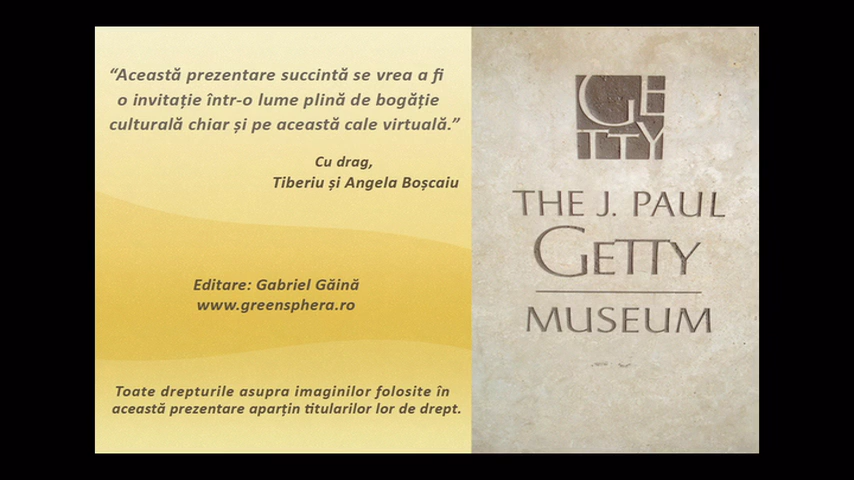 “Această prezentare succintă se vrea a fi
o invitație într-o lume plină de bogăție
culturală chiar și pe această cale virtuală.”
Cu drag,
Tiberiu și Angela Boșcaiu
Editare: Gabriel Găină
www.greensphera.ro
Toate drepturile asupra imaginilor folosite în
această prezentare aparțin titularilor lor de drept.
GE
TTY
THE J. PAUL
GETTY
MUSEUM